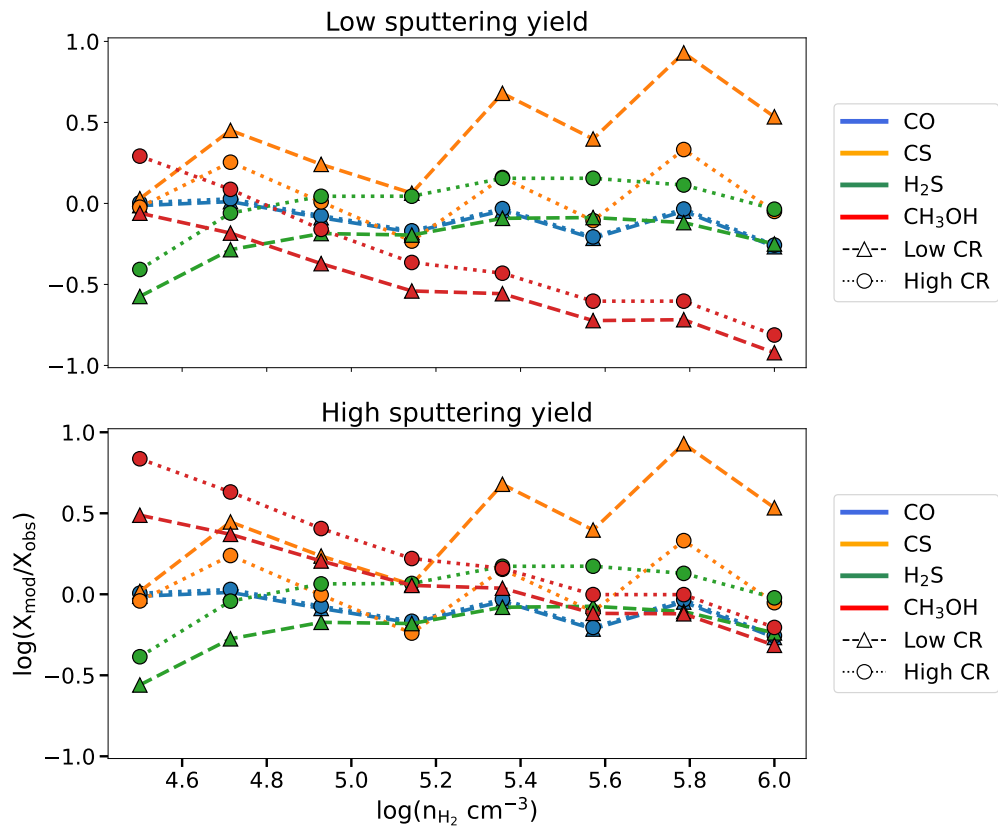 Low sputtering yield
1.0
0.5
0.0
−0.5
−1.0
CO
CS
H₂S
CH₃OH
Low CR
High CR
High sputtering yield
1.0
0.5
0.0
−0.5
−1.0
log(X_mod/X_obs)
4.6 4.8 5.0 5.2 5.4 5.6 5.8 6.0
log(n_H₂ cm⁻³)
CO
CS
H₂S
CH₃OH
Low CR
High CR